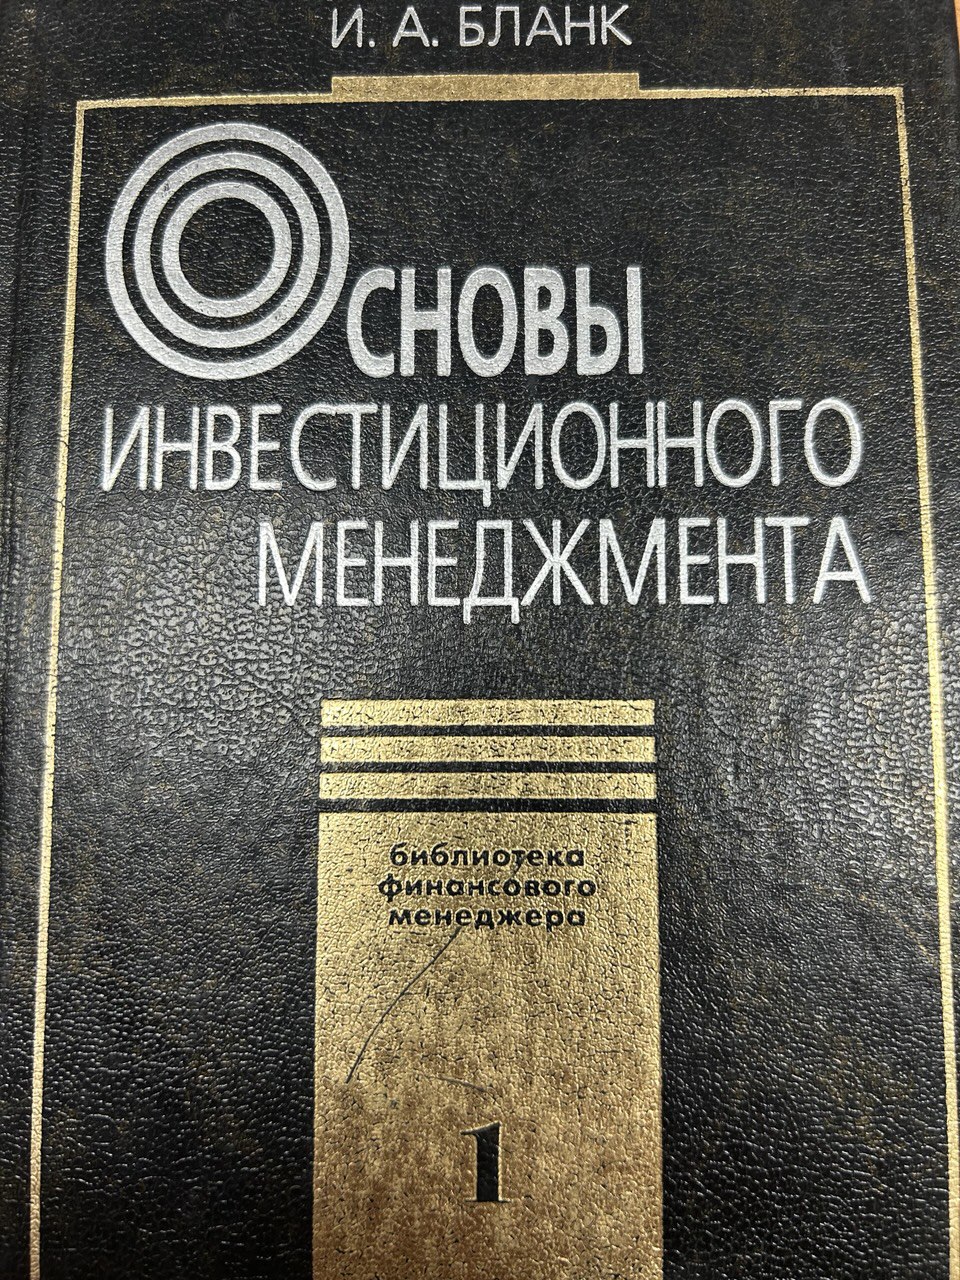 И. А. БЛАНК
ОСНОВЫ
ИНВЕСТИЦИОННОГО
МЕНЕДЖМЕНТА
библиотека
финансового
менеджера
1